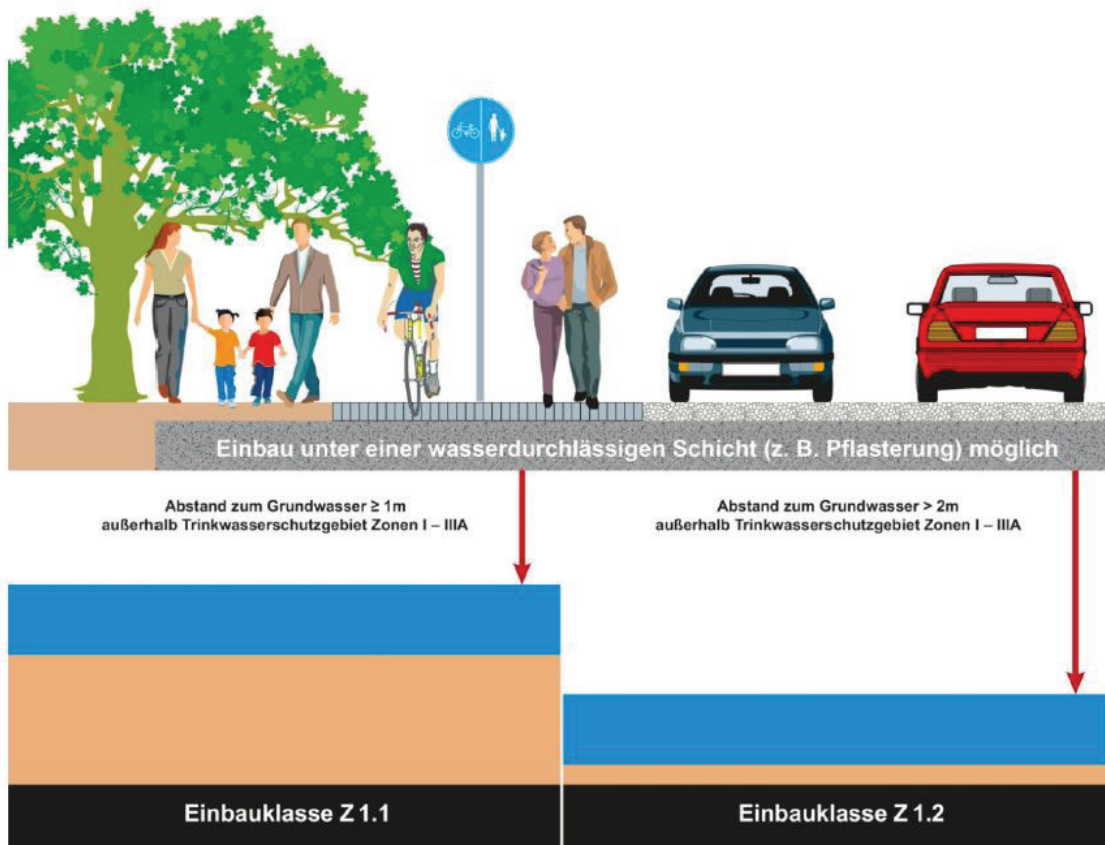 Einbau unter einer wasserdurchlässigen Schicht (z. B. Pflasterung) möglich
Abstand zum Grundwasser ≥ 1m
außerhalb Trinkwasserschutzgebiet Zonen I – IIIA
Abstand zum Grundwasser > 2m
außerhalb Trinkwasserschutzgebiet Zonen I – IIIA
Einbauklasse Z 1.1
Einbauklasse Z 1.2